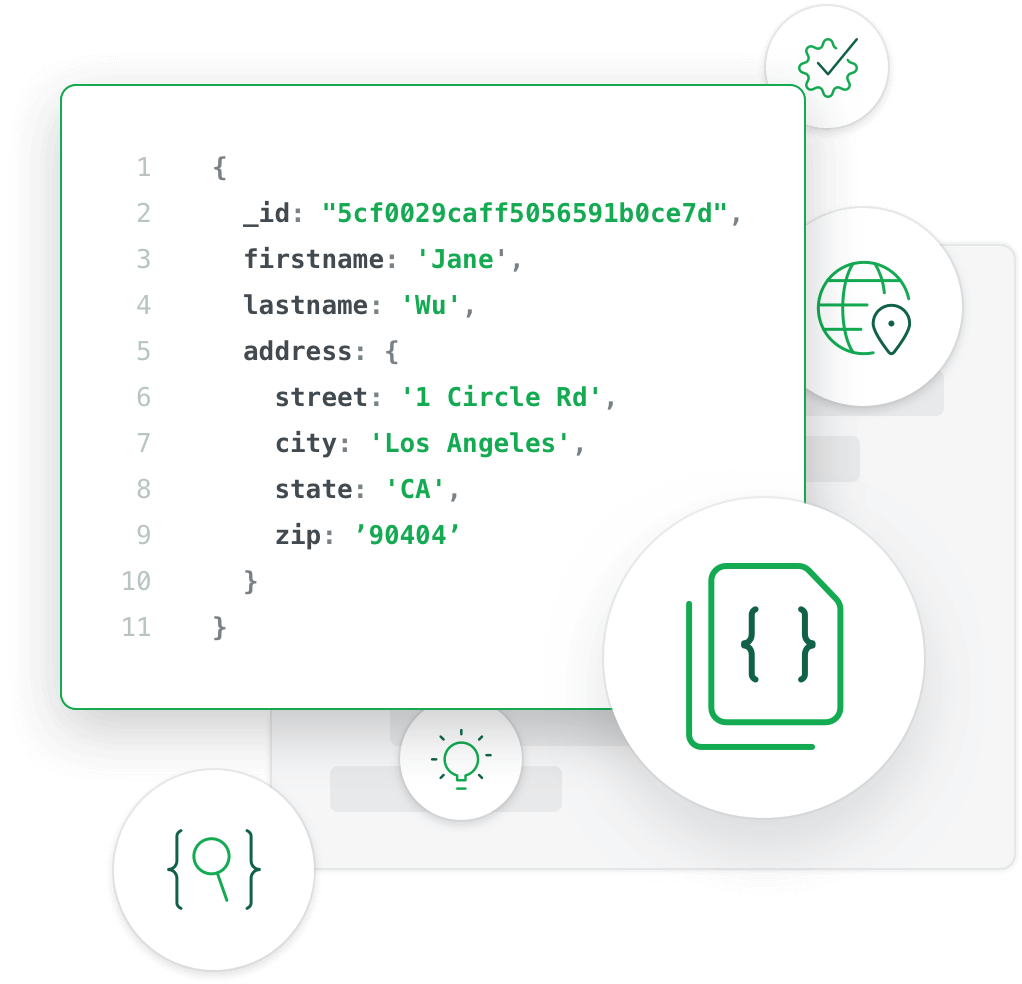 1 {
2 _id: "5cf0029caff5056591b0ce7d",
3 firstname: 'Jane',
4 lastname: 'Wu',
5 address: {
6 street: '1 Circle Rd',
7 city: 'Los Angeles',
8 state: 'CA',
9 zip: ’90404’
10 }
11 }
{ }
{ }